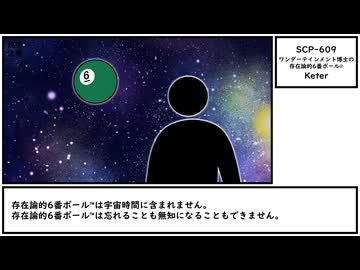 SCP-609
ワンダーテインメント博士の
存在論的6番ボール™
Keter
6
存在論的6番ボール™は宇宙時間に含まれません。
存在論的6番ボール™は忘れることも無知になることもできません。